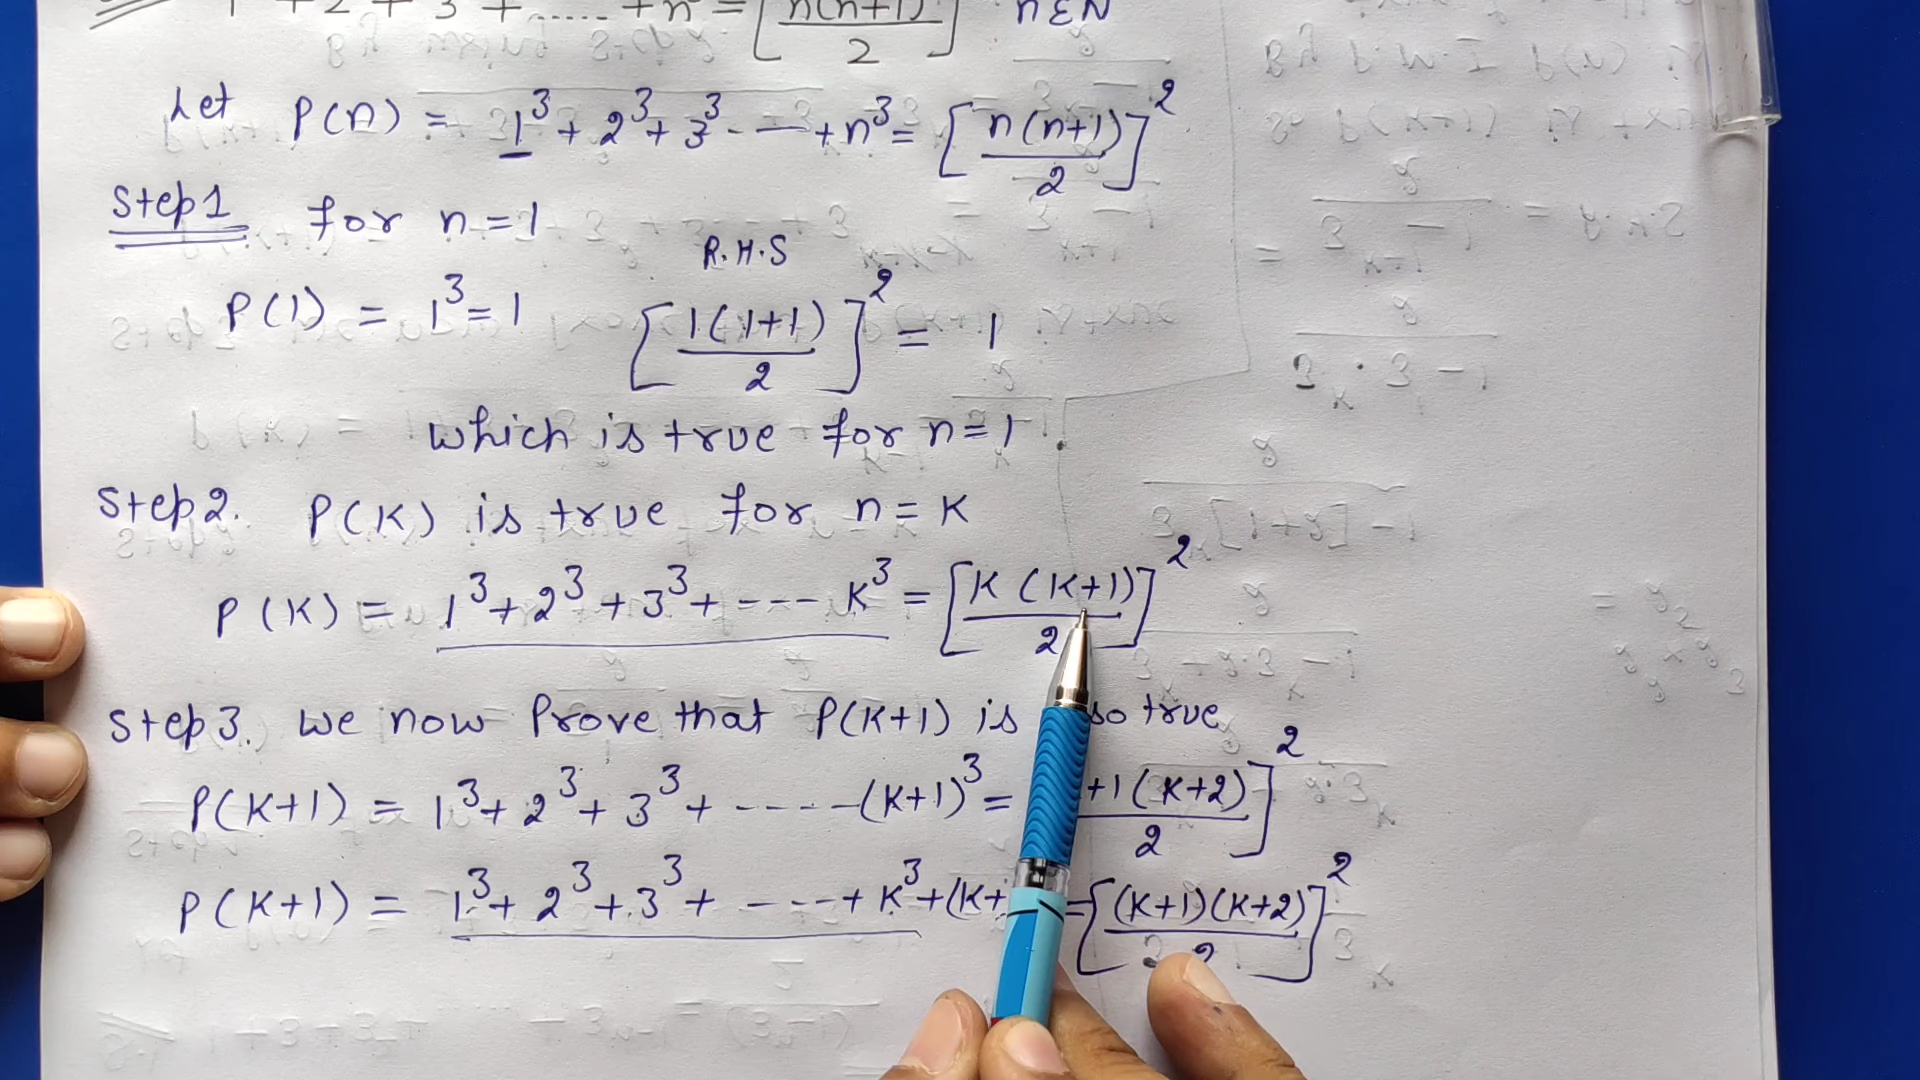 1 + 2 + 3 + ..... + n = [n(n+1)/2] n ∈ N
Let P(n) = 1³ + 2³ + 3³ - — + n³ = [n(n+1)/2]²
Step 1 for n = 1
R.H.S
P(1) = 1³ = 1 [1(1+1)/2]² = 1
which is true for n = 1.
Step 2. P(K) is true for n = K
P(K) = 1³ + 2³ + 3³ + --- K³ = [K(K+1)/2]²
Step 3. We now Prove that P(K+1) is so true
P(K+1) = 1³ + 2³ + 3³ + ----- (K+1)³ = +1(K+2)/2]²
P(K+1) = 1³ + 2³ + 3³ + ---- + K³ + (K+ = [(K+1)(K+2)/2]²